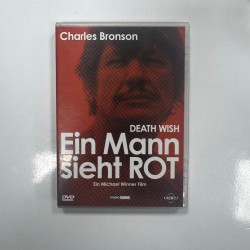 Charles Bronson
DEATH WISH
Ein Mann
sieht ROT
Ein Michael Winner Film
DVD